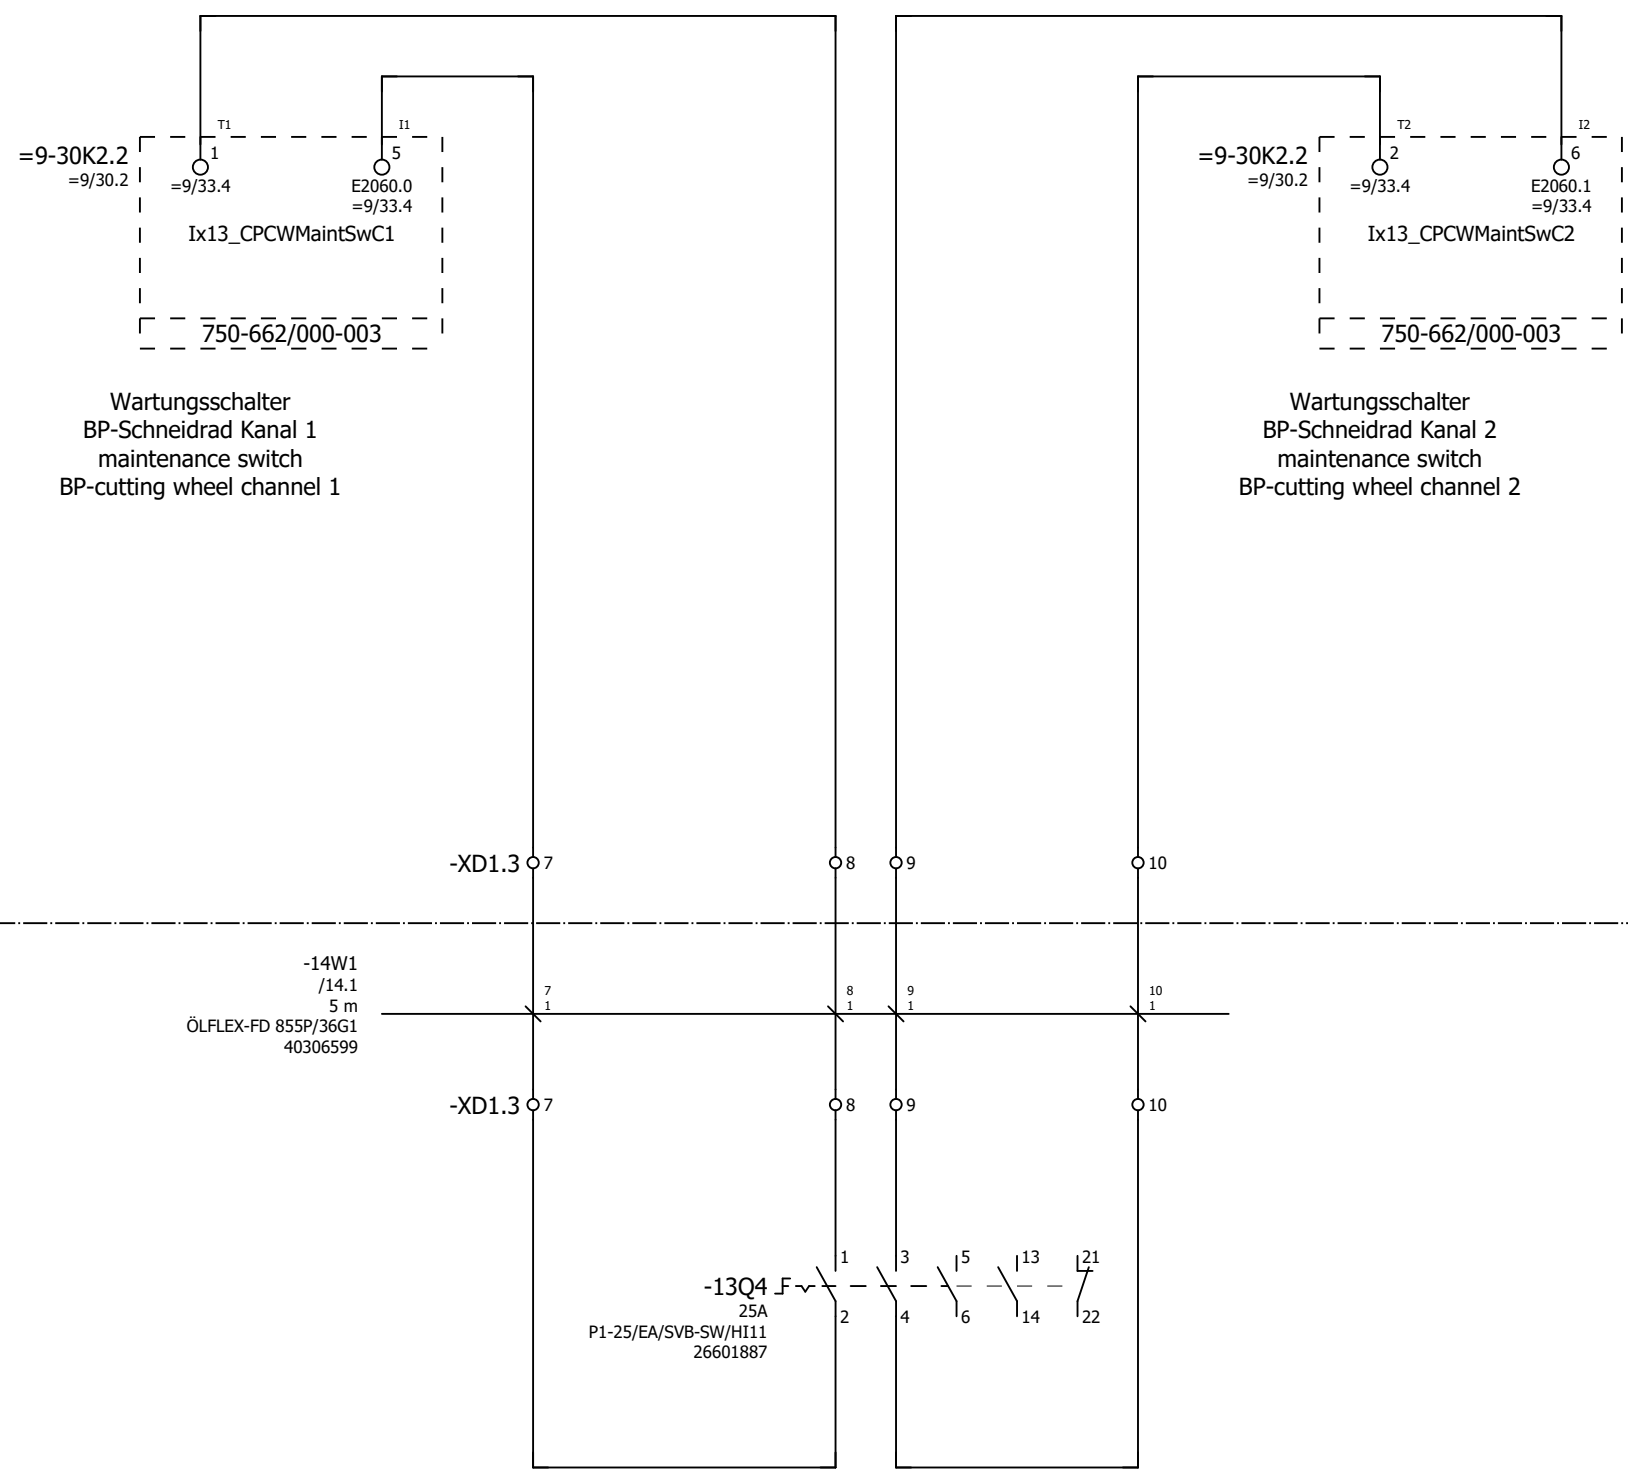 T1
I1
=9-30K2.2
=9/30.2
1
5
=9/33.4
E2060.0
=9/33.4
Ix13_CPCWMaintSwC1
750-662/000-003
Wartungsschalter
BP-Schneidrad Kanal 1
maintenance switch
BP-cutting wheel channel 1
T2
I2
=9-30K2.2
=9/30.2
2
6
=9/33.4
E2060.1
=9/33.4
Ix13_CPCWMaintSwC2
750-662/000-003
Wartungsschalter
BP-Schneidrad Kanal 2
maintenance switch
BP-cutting wheel channel 2
-XD1.3 7 8 9 10
-14W1
/14.1
5 m
ÖLFLEX-FD 855P/36G1
40306599
7 8 9 10
1 1 1 1
-XD1.3 7 8 9 10
1 3 5 13 21
-13Q4
25A
P1-25/EA/SVB-SW/HI11
26601887
2 4 6 14 22